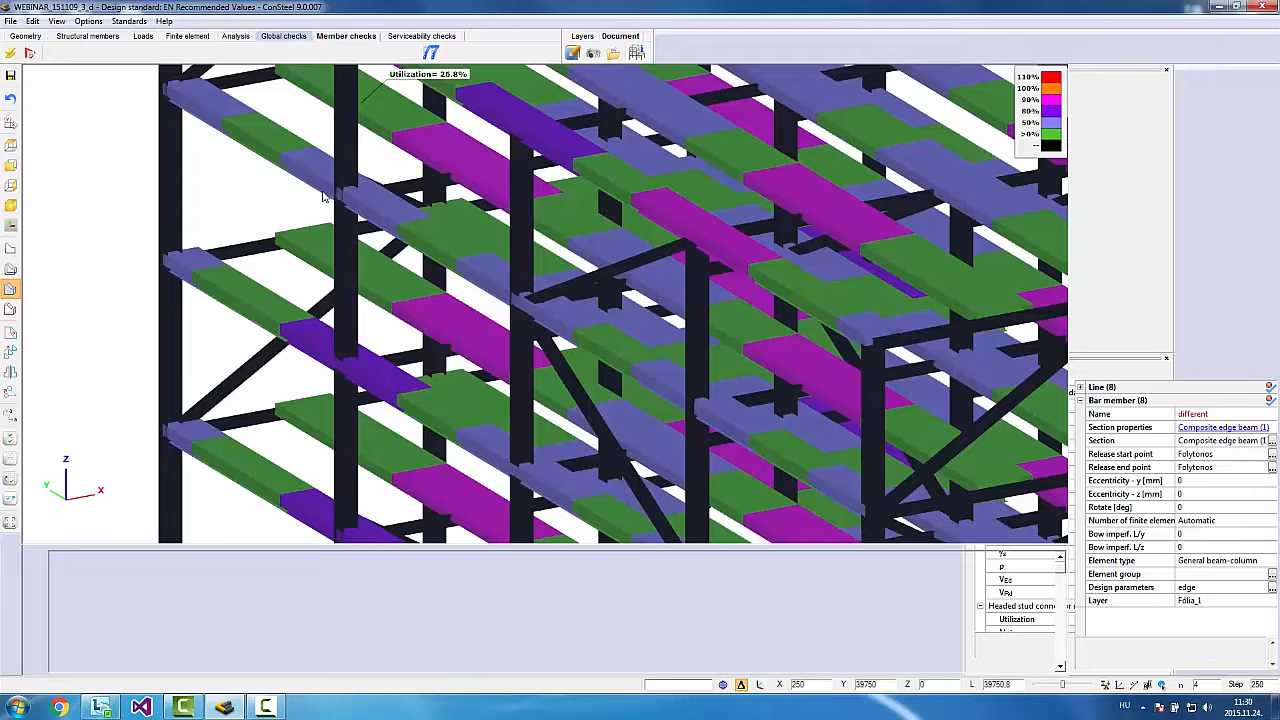 WEBINAR_151109_3_d - Design standard: EN Recommended Values - ConSteel 9.0.007
File Edit View Options Standards Help
Geometry Structural members Loads Finite element Analysis Global checks Member checks Serviceability checks
Layers Document
Utilization= 26.8%
110%
100%
90%
80%
50%
>0%
--
Z
Y
X
Line (8)
Bar member (8)
Name different
Section properties Composite edge beam (1)
Section Composite edge beam (1)
Release start point Folytonos
Release end point Folytonos
Eccentricity - y [mm] 0
Eccentricity - z [mm] 0
Rotate [deg] 0
Number of finite elemen Automatic
Bow imperf. L/y 0
Bow imperf. L/z 0
Element type General beam-column
Element group
Design parameters edge
Layer Fólia_1
ρ
VEd
VRd
Headed stud conne
Utilization
X 250 Y 39750 Z 0 L 39750,8 n 4 Step 250
HU
11:30
2015.11.24.